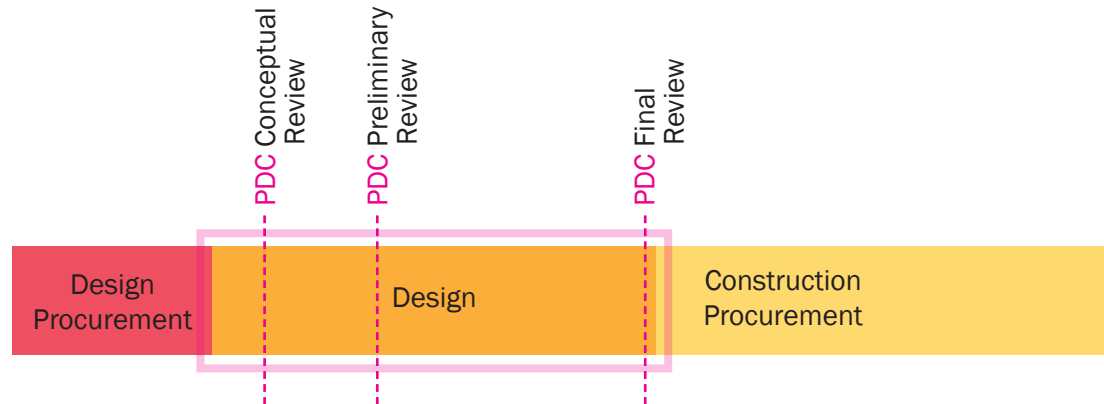 PDC Conceptual
Review
PDC Preliminary
Review
PDC Final
Review
Design
Procurement
Design
Construction
Procurement